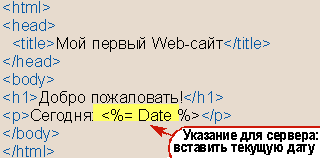 <html>
<head>
<title>Мой первый Web-сайт</title>
</head>
<body>
<h1>Добро пожаловать!</h1>
<p>Сегодня: <%= Date %></p>
</body>
</html>
Указание для сервера:
вставить текущую дату